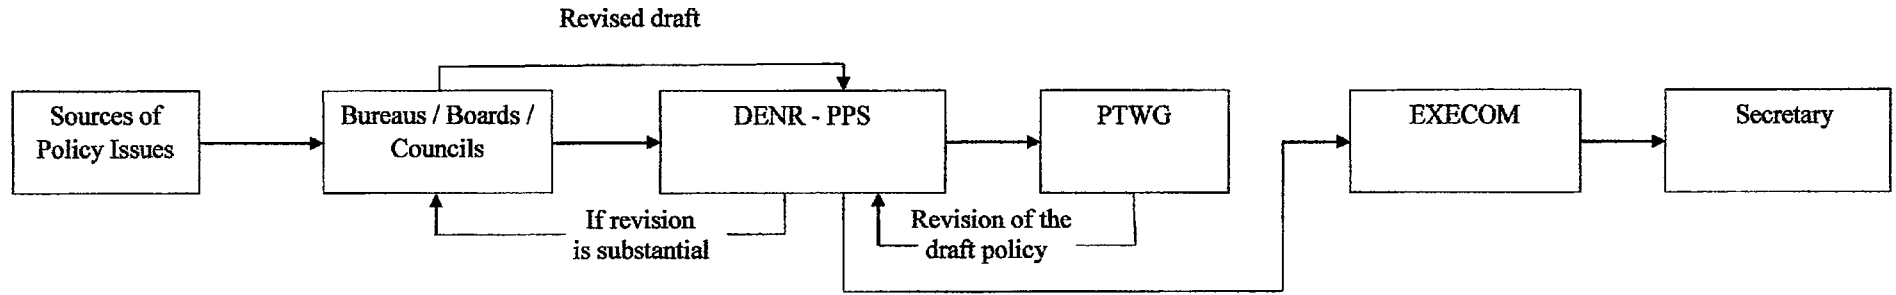 Revised draft
Sources of
Policy Issues
Bureaus / Boards /
Councils
DENR - PPS
PTWG
EXECOM
Secretary
If revision
is substantial
Revision of the
draft policy